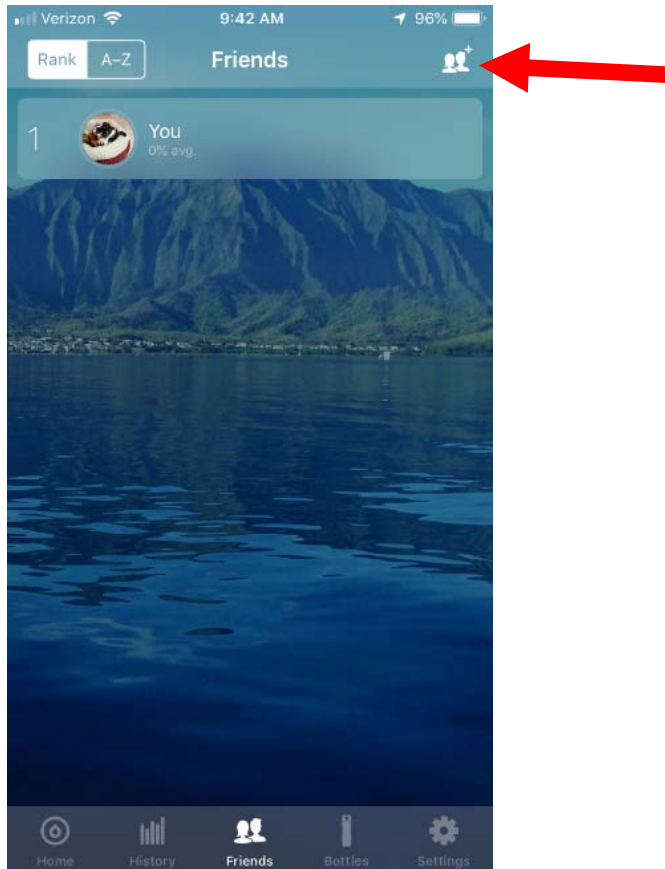 Verizon 9:42 AM 96%
Rank A–Z Friends
1 You
0% avg.
Home History Friends Bottles Settings